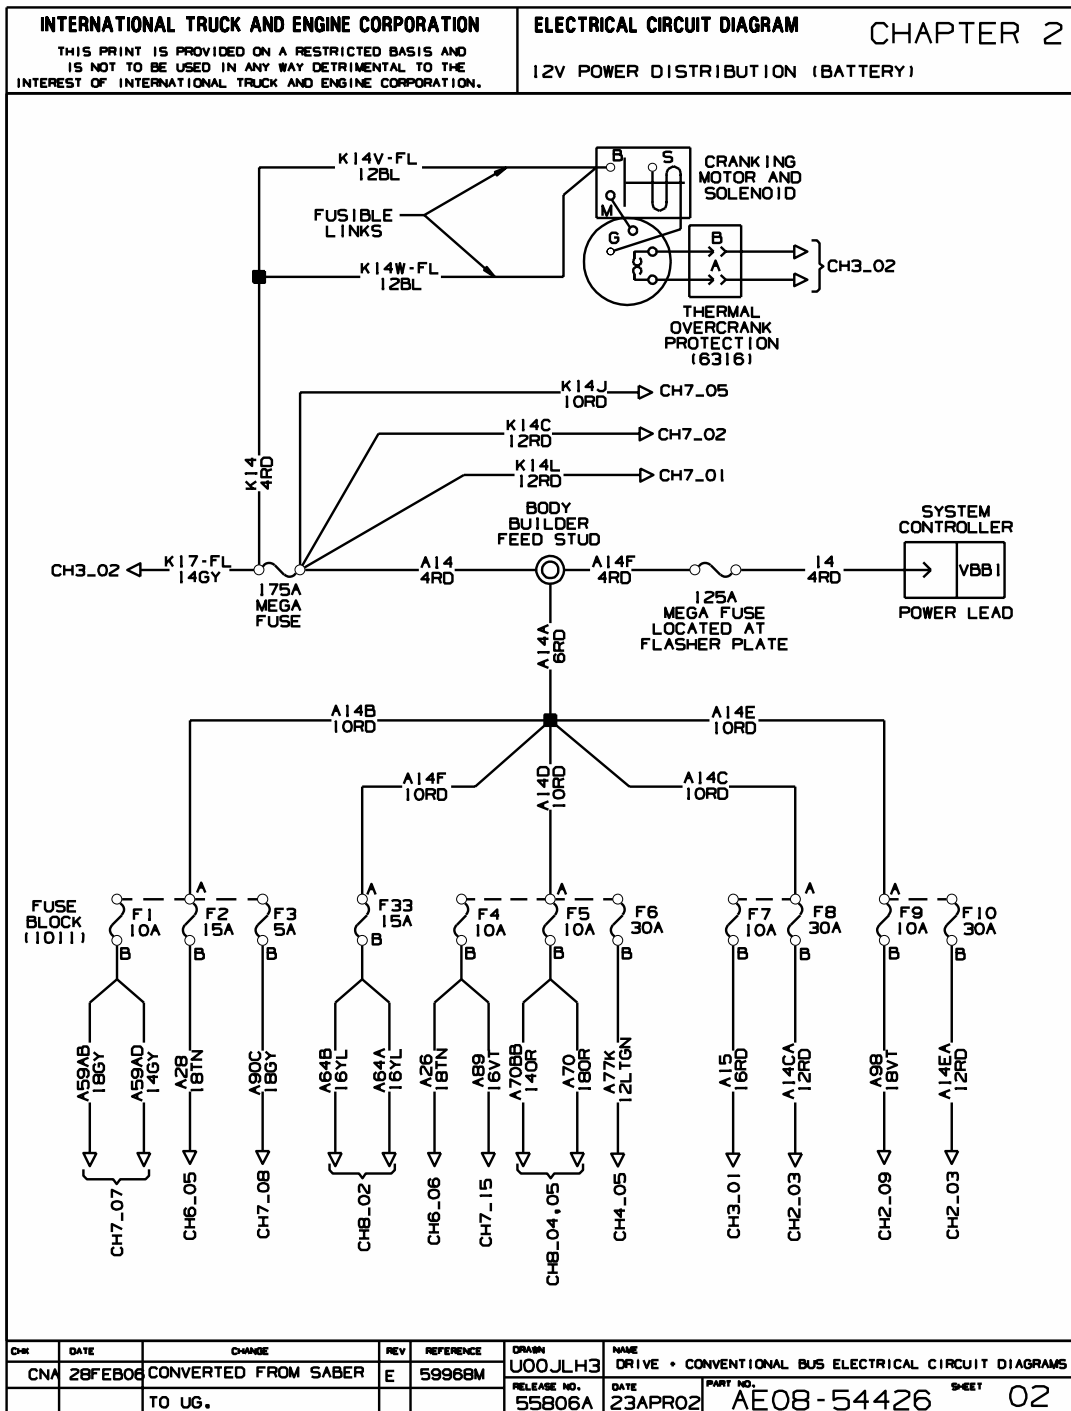 INTERNATIONAL TRUCK AND ENGINE CORPORATION
THIS PRINT IS PROVIDED ON A RESTRICTED BASIS AND
IS NOT TO BE USED IN ANY WAY DETRIMENTAL TO THE
INTEREST OF INTERNATIONAL TRUCK AND ENGINE CORPORATION.
ELECTRICAL CIRCUIT DIAGRAM
CHAPTER 2
12V POWER DISTRIBUTION (BATTERY)
K14V-FL
12BL
B
S
M
G
CRANKING
MOTOR AND
SOLENOID
FUSIBLE
LINKS
K14W-FL
12BL
B
A
CH3_02
THERMAL
OVERCRANK
PROTECTION
(6316)
K14J
10RD
CH7_05
K14C
12RD
CH7_02
K14
4RD
K14L
12RD
CH7_01
BODY
BUILDER
FEED STUD
SYSTEM
CONTROLLER
CH3_02
K17-FL
14GY
175A
MEGA
FUSE
A14
4RD
A14F
4RD
125A
MEGA FUSE
LOCATED AT
FLASHER PLATE
14
4RD
VBB1
POWER LEAD
A14A
6RD
A14B
10RD
A14E
10RD
A14F
10RD
A14D
10RD
A14C
10RD
FUSE
BLOCK
(1011)
F1
10A
B
A
F2
15A
B
F3
5A
B
A
F33
15A
B
F4
10A
B
A
F5
10A
B
F6
30A
B
F7
10A
B
A
F8
30A
B
A
F9
10A
B
F10
30A
B
A59AB
18GY
A59AD
14GY
A28
18TN
A90C
18GY
A64B
16YL
A64A
16YL
A26
18TN
A89
16VT
A70BB
14OR
A70
18OR
A77K
12LTGN
A15
16RD
A14CA
12RD
A98
18VT
A14EA
12RD
CH7_07
CH6_05
CH7_08
CH8_02
CH6_06
CH7_15
CH8_04,05
CH4_05
CH3_01
CH2_03
CH2_09
CH2_03
CHK
DATE
CHANGE
REV
REFERENCE
CNA
28FEB06
CONVERTED FROM SABER
E
59968M
TO UG.
DRAWN
U00JLH3
NAME
DRIVE + CONVENTIONAL BUS ELECTRICAL CIRCUIT DIAGRAMS
RELEASE NO.
55806A
DATE
23APR02
PART NO.
AE08-54426
SHEET
02